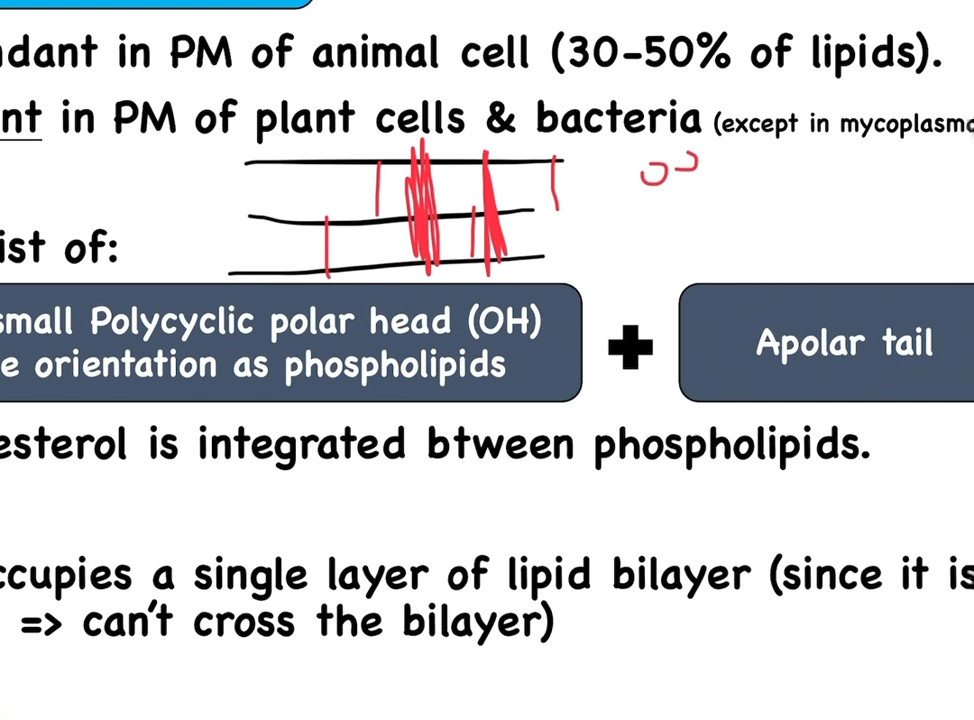 dant in PM of animal cell (30-50% of lipids).
nt in PM of plant cells & bacteria (except in mycoplasma
ist of:
small Polycyclic polar head (OH)
e orientation as phospholipids
+
Apolar tail
esterol is integrated btween phospholipids.
ccupies a single layer of lipid bilayer (since it is
=> can't cross the bilayer)